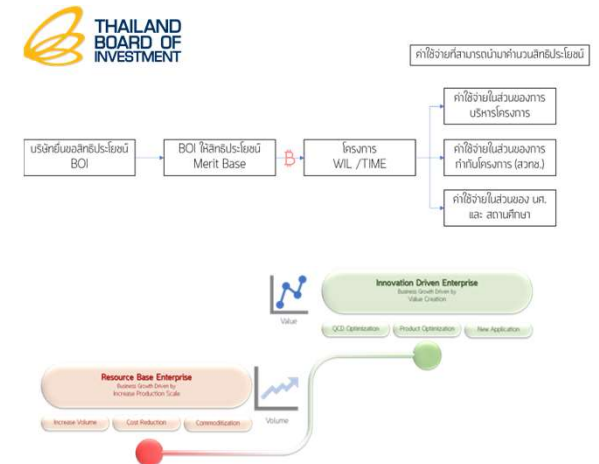 THAILAND
BOARD OF
INVESTMENT
ค่าใช้จ่ายที่สามารถนำมาคำนวนสิทธิประโยชน์
ค่าใช้จ่ายในส่วนของการ
บริหารโครงการ
บริษัทยื่นขอสิทธิประโยชน์
BOI
BOI ให้สิทธิประโยชน์
Merit Base
฿
โครงการ
WIL /TIME
ค่าใช้จ่ายในส่วนของการ
กำกับโครงการ (สวทช.)
ค่าใช้จ่ายในส่วนของ นศ.
และ สถานศึกษา
Innovation Driven Enterprise
Business Growth Driven by
Value Creation
Value
QCD Optimization
Product Optimization
New Application
Resource Base Enterprise
Business Growth Driven by
Increase Production Scale
Increase Volume
Cost Reduction
Commoditization
Volume